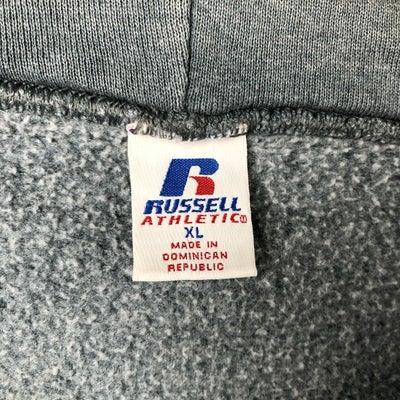 RUSSELL
ATHLETIC
XL
MADE IN
DOMINICAN
REPUBLIC